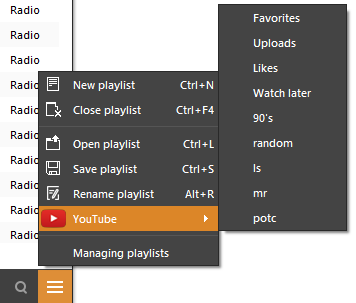 Radio
Radio
Radio
Radio
Radio
Radio
Radio
Radio
Radio
Radio
New playlist Ctrl+N
Close playlist Ctrl+F4
Open playlist Ctrl+L
Save playlist Ctrl+S
Rename playlist Alt+R
YouTube
Managing playlists
Favorites
Uploads
Likes
Watch later
90's
random
ls
mr
potc